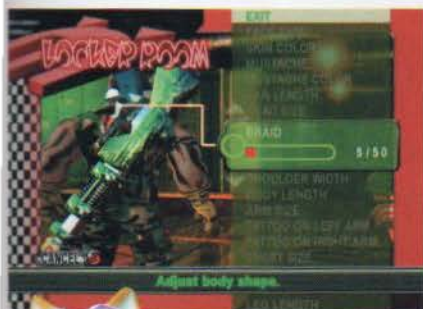 EXIT
LOCKER ROOM
SKIN COLOR
MUSTACHE
BRAID
5/50
SHOULDER WIDTH
BODY LENGTH
ARM SIZE
TATTOO ON LEFT ARM
TATTOO ON RIGHT ARM
CANCEL
Adjust body shape.
LEG LENGTH